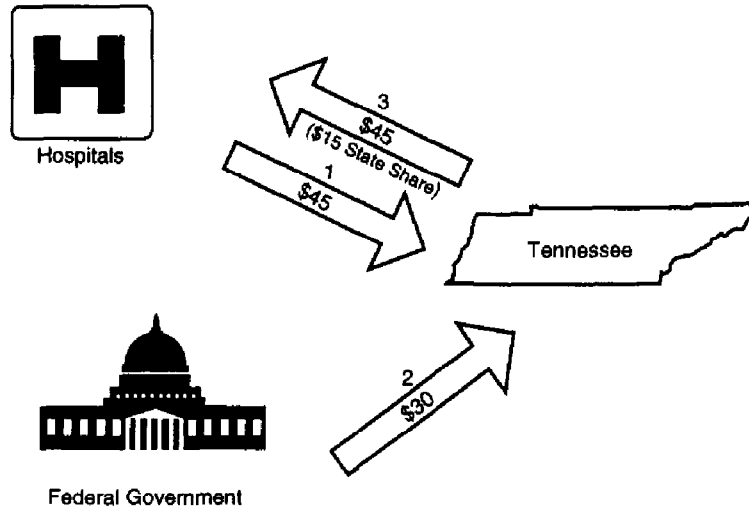 H
Hospitals
3
$45
($15 State Share)
1
$45
Tennessee
2
$30
Federal Government